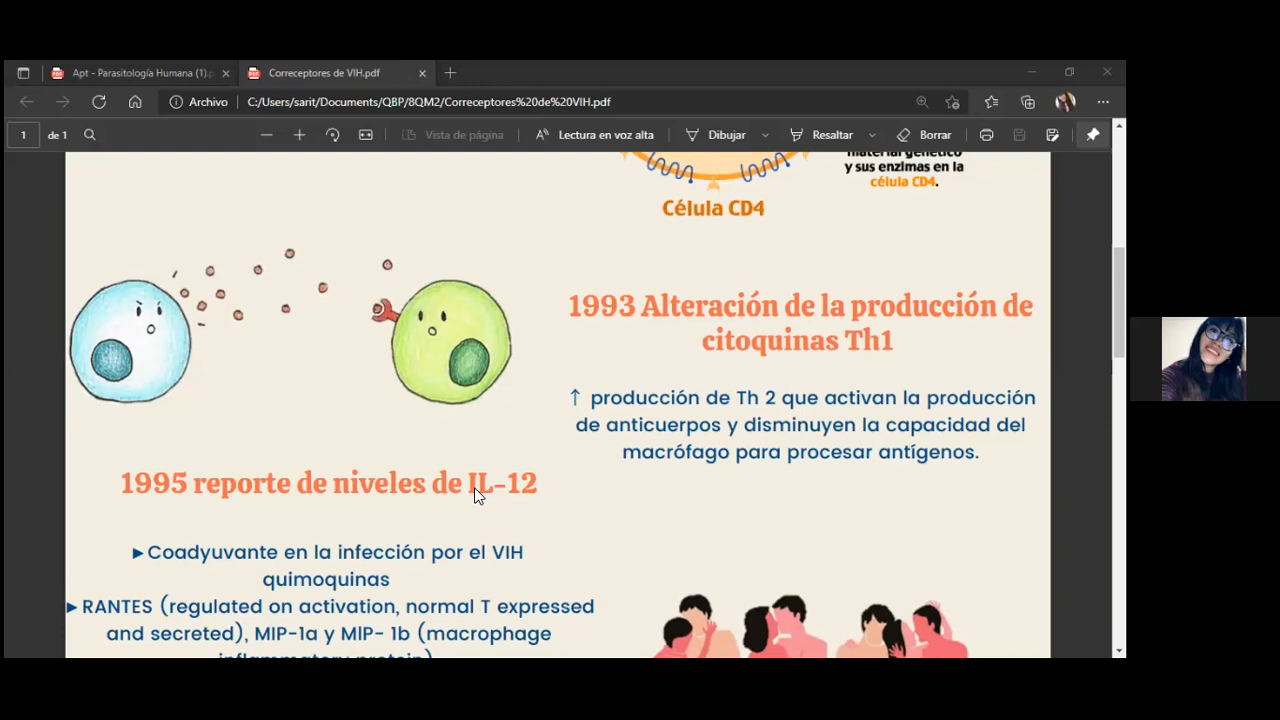 Apt - Parasitología Humana (1).p
Correceptores de VIH.pdf
Archivo
C:/Users/sarit/Documents/QBP/8QM2/Correceptores%20de%20VIH.pdf
1
de 1
Vista de página
Lectura en voz alta
Dibujar
Resaltar
Borrar
material genético
y sus enzimas en la
célula CD4.
Célula CD4
1993 Alteración de la producción de
citoquinas Th1
↑ producción de Th 2 que activan la producción
de anticuerpos y disminuyen la capacidad del
macrófago para procesar antígenos.
1995 reporte de niveles de IL-12
►Coadyuvante en la infección por el VIH
quimoquinas
►RANTES (regulated on activation, normal T expressed
and secreted), MIP-1a y MIP- 1b (macrophage
inflammatory protein)